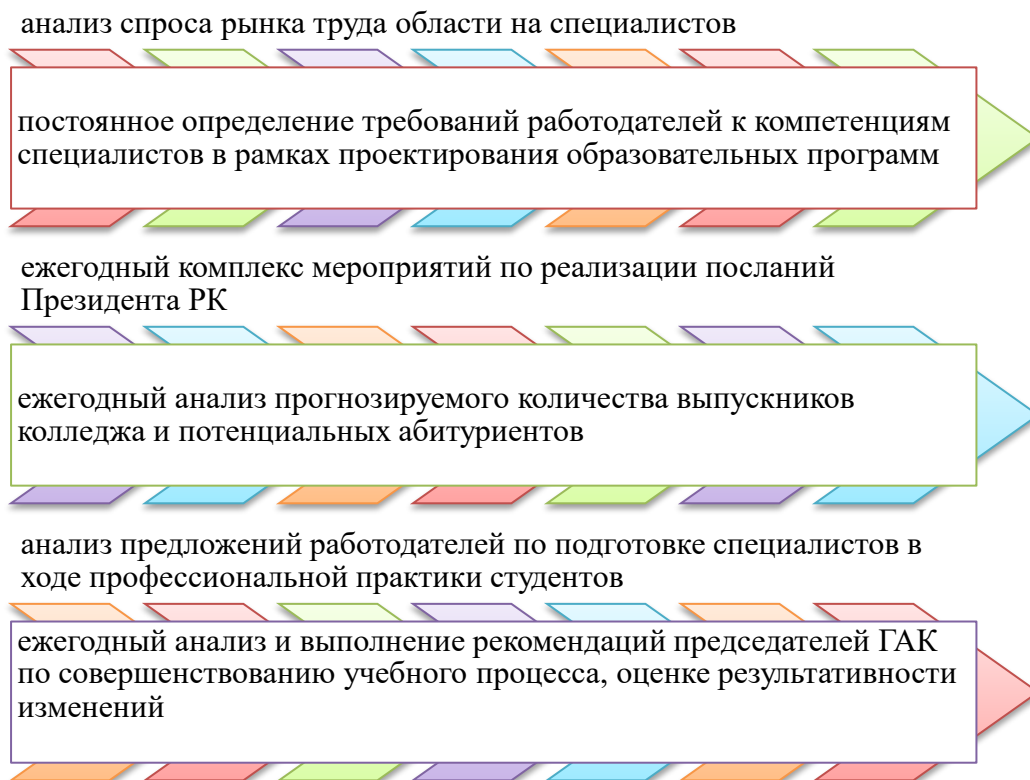 анализ спроса рынка труда области на специалистов
постоянное определение требований работодателей к компетенциям
специалистов в рамках проектирования образовательных программ
ежегодный комплекс мероприятий по реализации посланий
Президента РК
ежегодный анализ прогнозируемого количества выпускников
колледжа и потенциальных абитуриентов
анализ предложений работодателей по подготовке специалистов в
ходе профессиональной практики студентов
ежегодный анализ и выполнение рекомендаций председателей ГАК
по совершенствованию учебного процесса, оценке результативности
изменений